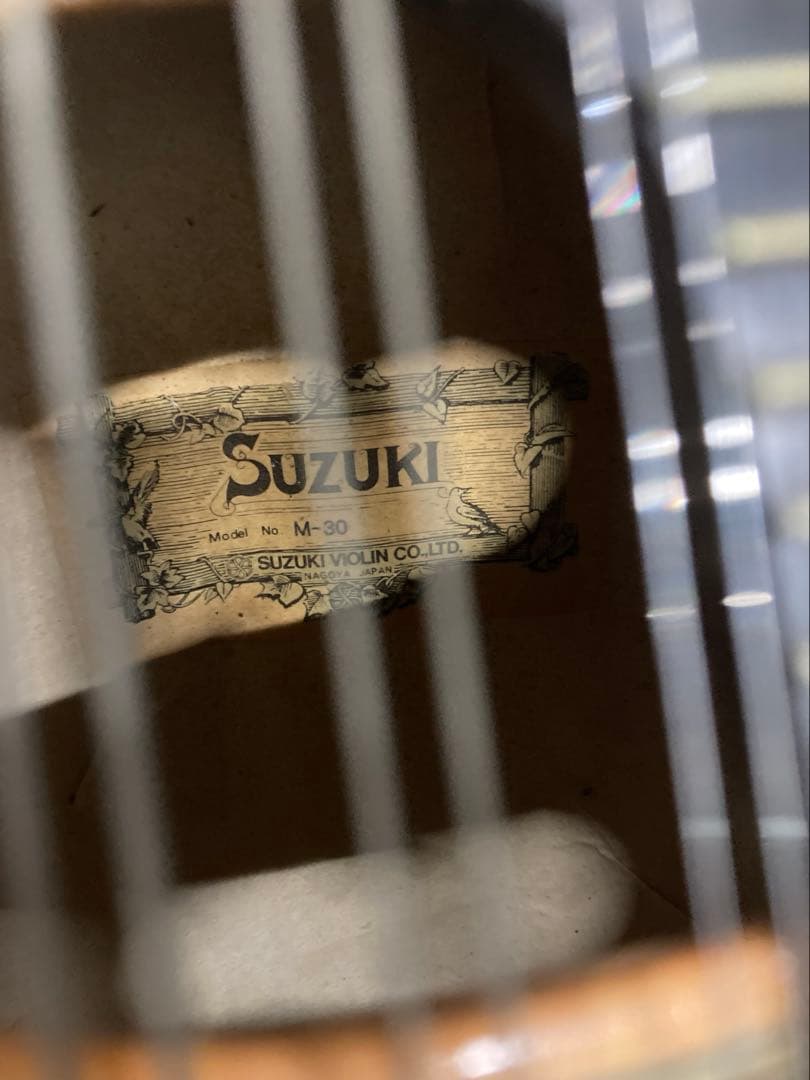 SUZUKI
Model No. M-30
SUZUKI VIOLIN CO.,LTD.
NAGOYA JAPAN